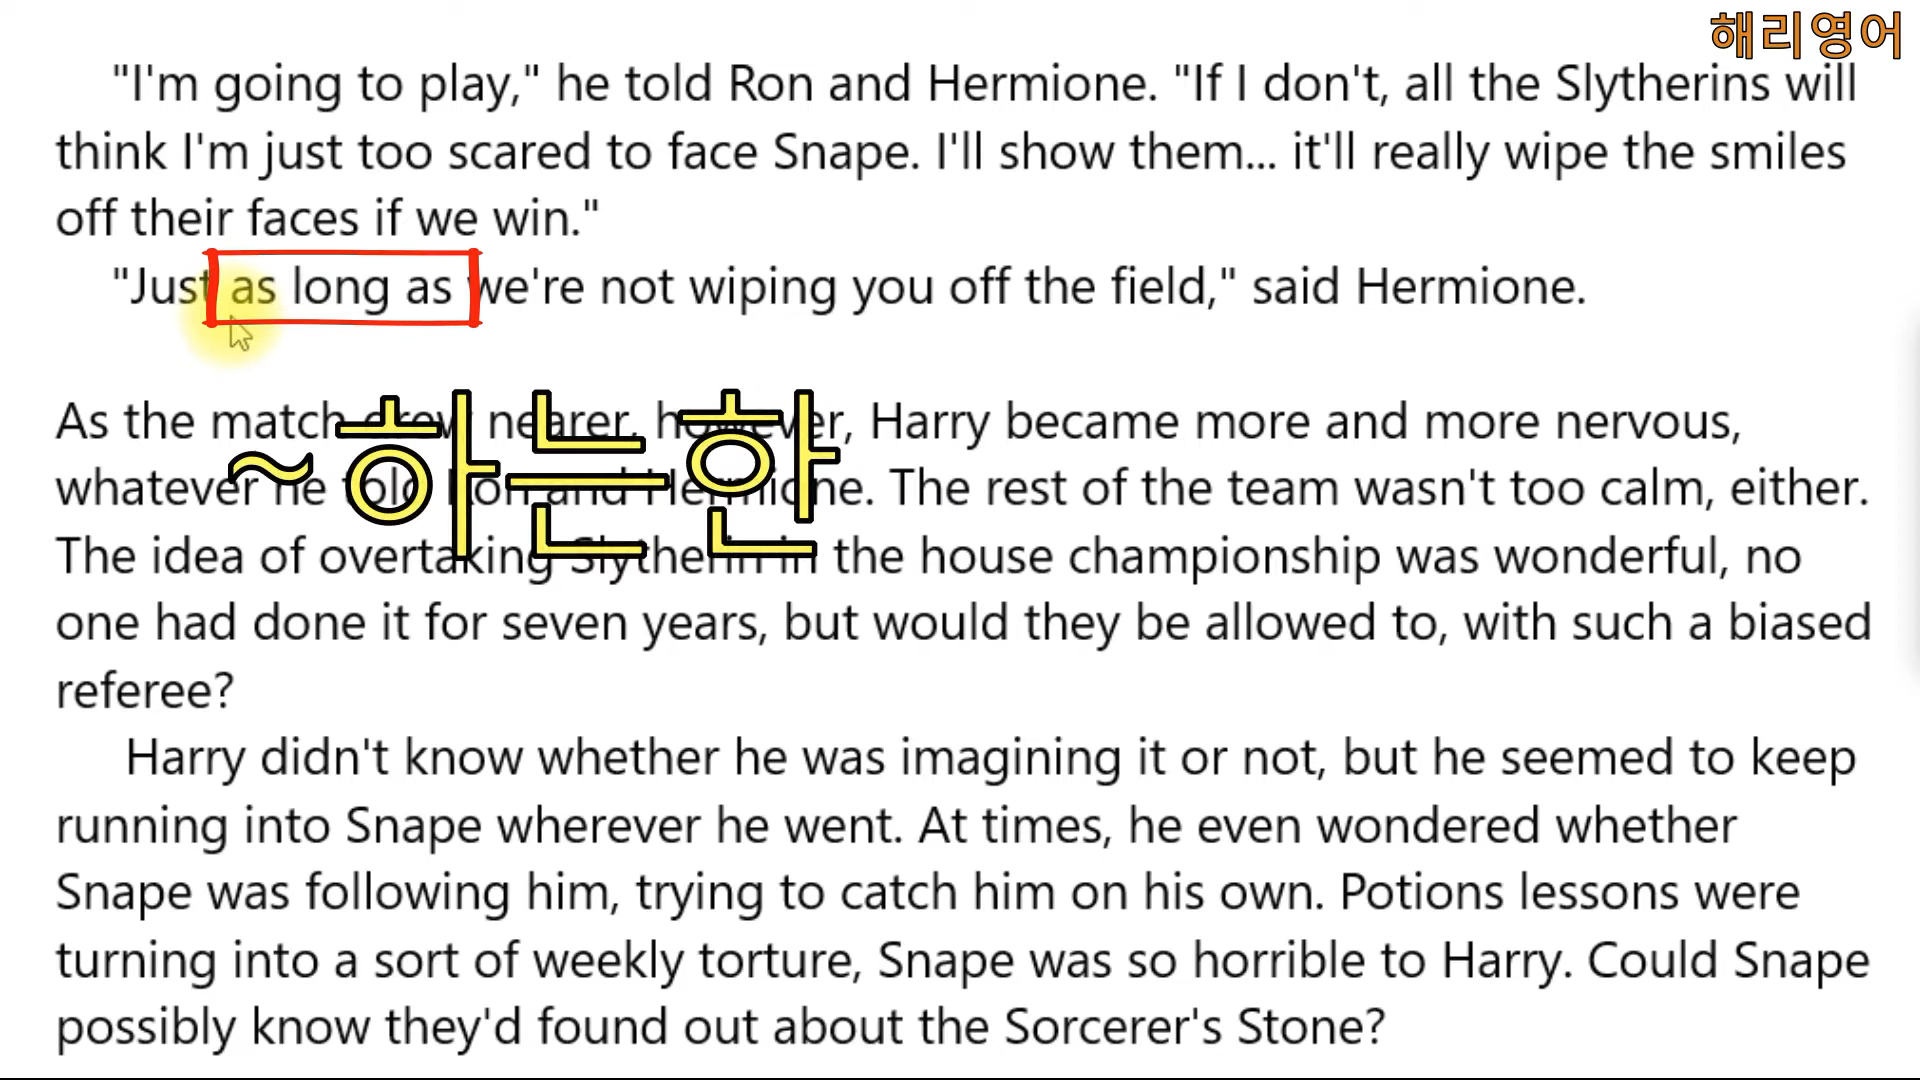 해리영어
"I'm going to play," he told Ron and Hermione. "If I don't, all the Slytherins will
think I'm just too scared to face Snape. I'll show them... it'll really wipe the smiles
off their faces if we win."
"Just as long as we're not wiping you off the field," said Hermione.
As the match drew nearer, however, Harry became more and more nervous,
~하는한
whatever he told Ron and Hermione. The rest of the team wasn't too calm, either.
The idea of overtaking Slytherin in the house championship was wonderful, no
one had done it for seven years, but would they be allowed to, with such a biased
referee?
Harry didn't know whether he was imagining it or not, but he seemed to keep
running into Snape wherever he went. At times, he even wondered whether
Snape was following him, trying to catch him on his own. Potions lessons were
turning into a sort of weekly torture, Snape was so horrible to Harry. Could Snape
possibly know they'd found out about the Sorcerer's Stone?